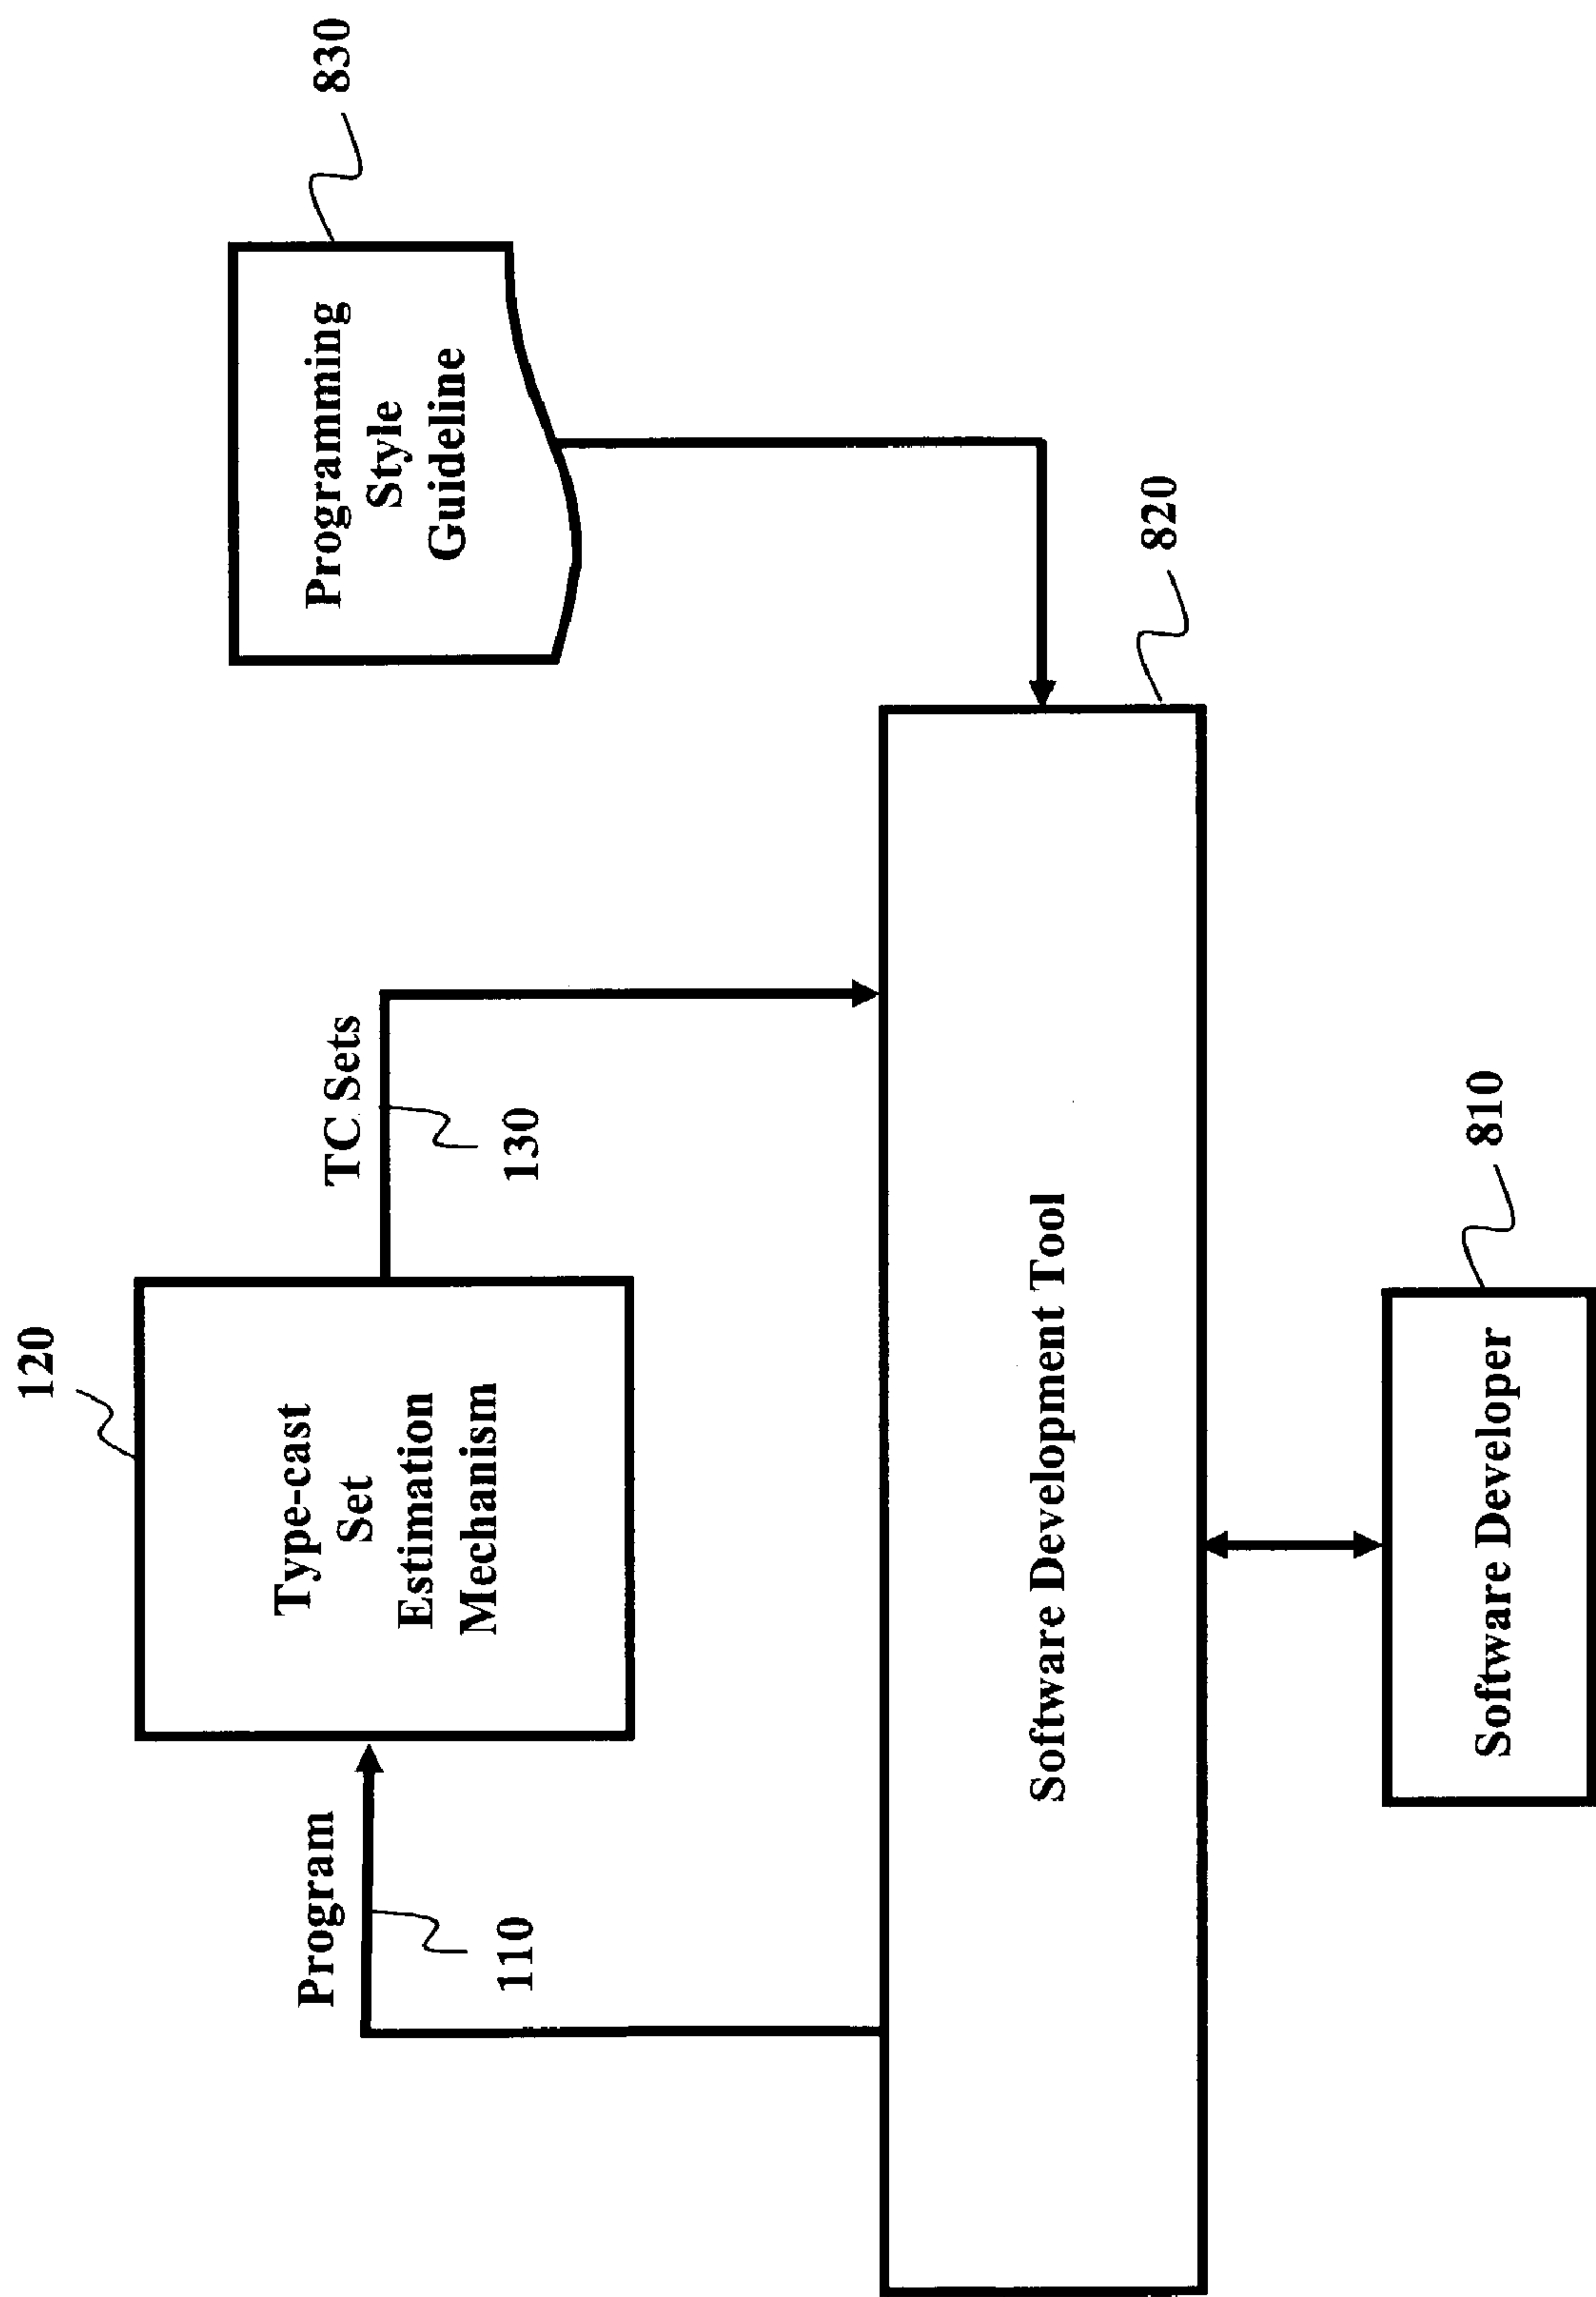 120
Type-cast
Set
Estimation
Mechanism
Program
110
TC Sets
130
Programming
Style
Guideline
830
Software Development Tool
820
Software Developer
810